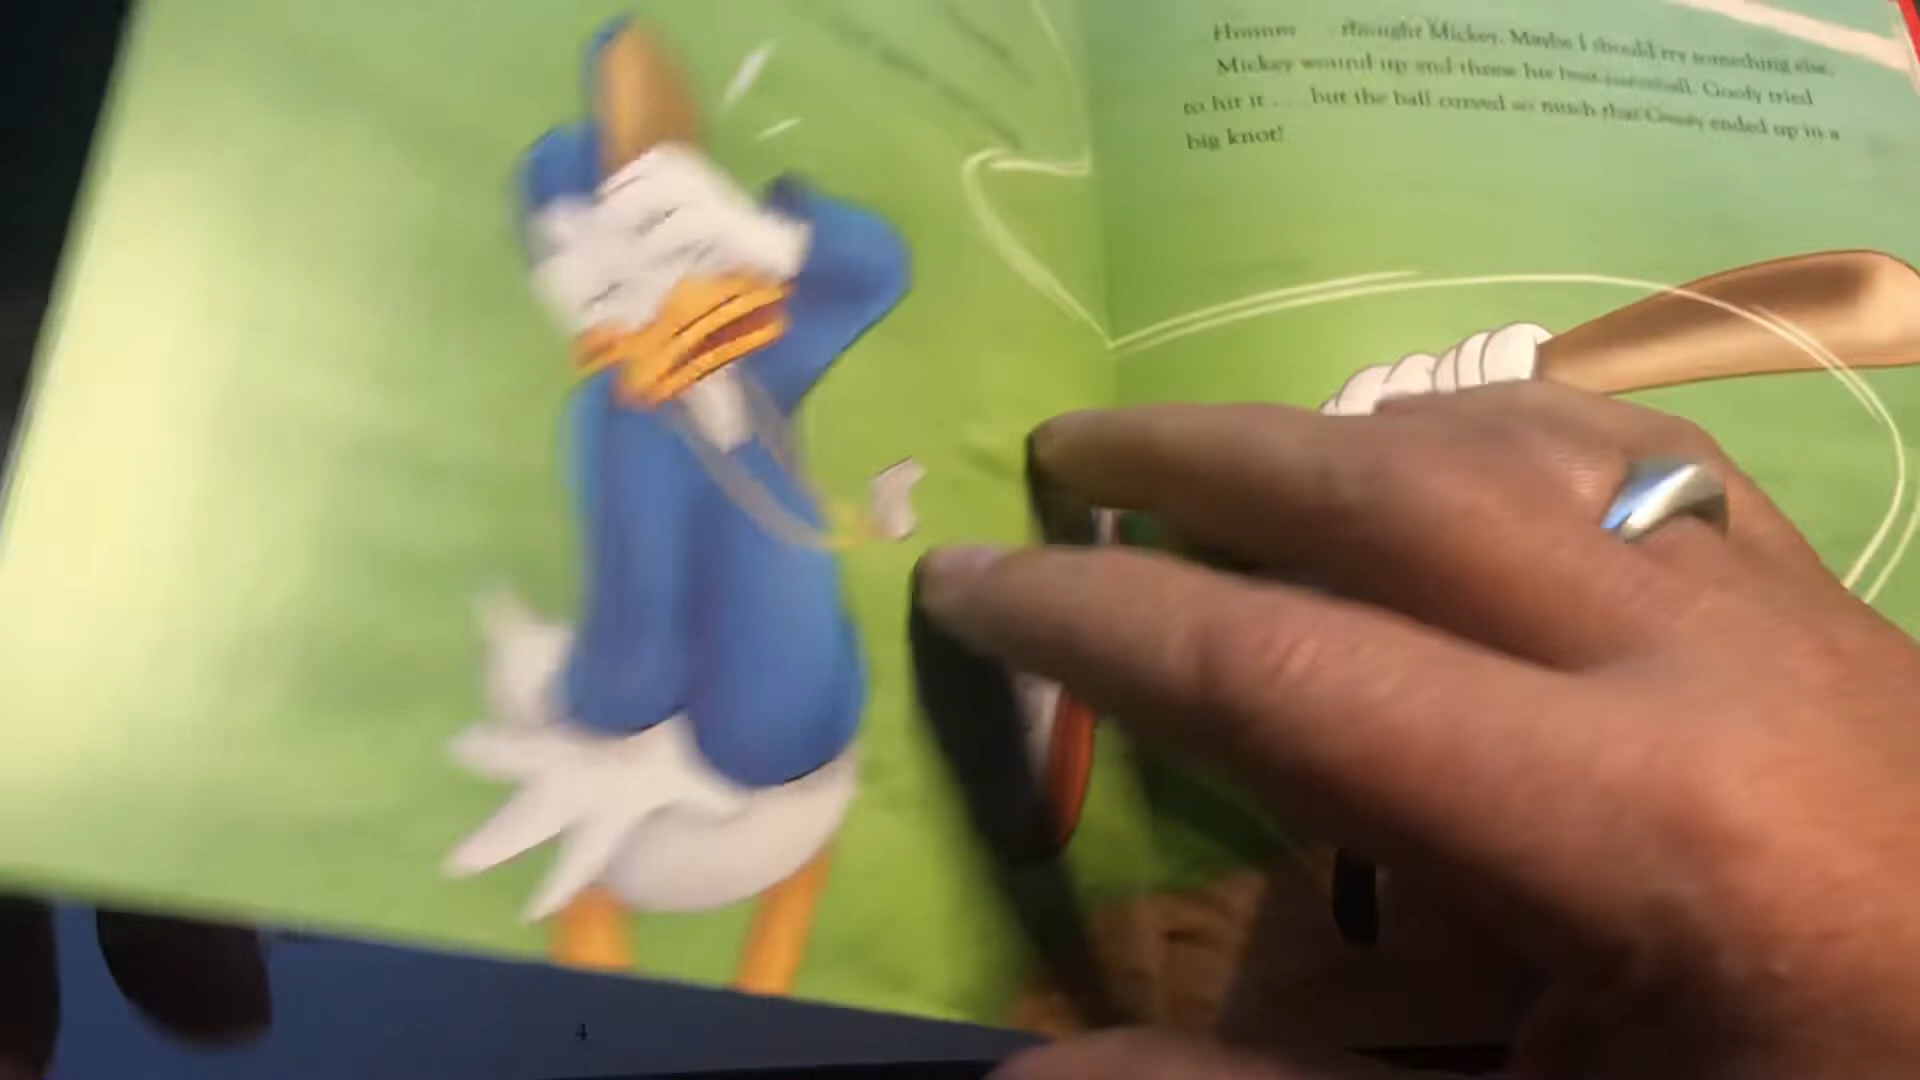 Hmmm . . . thought Mickey. Maybe I should try something else.
Mickey wound up and threw his best curveball. Goofy tried
to hit it . . . but the ball curved so much that Goofy ended up in a
big knot!
4